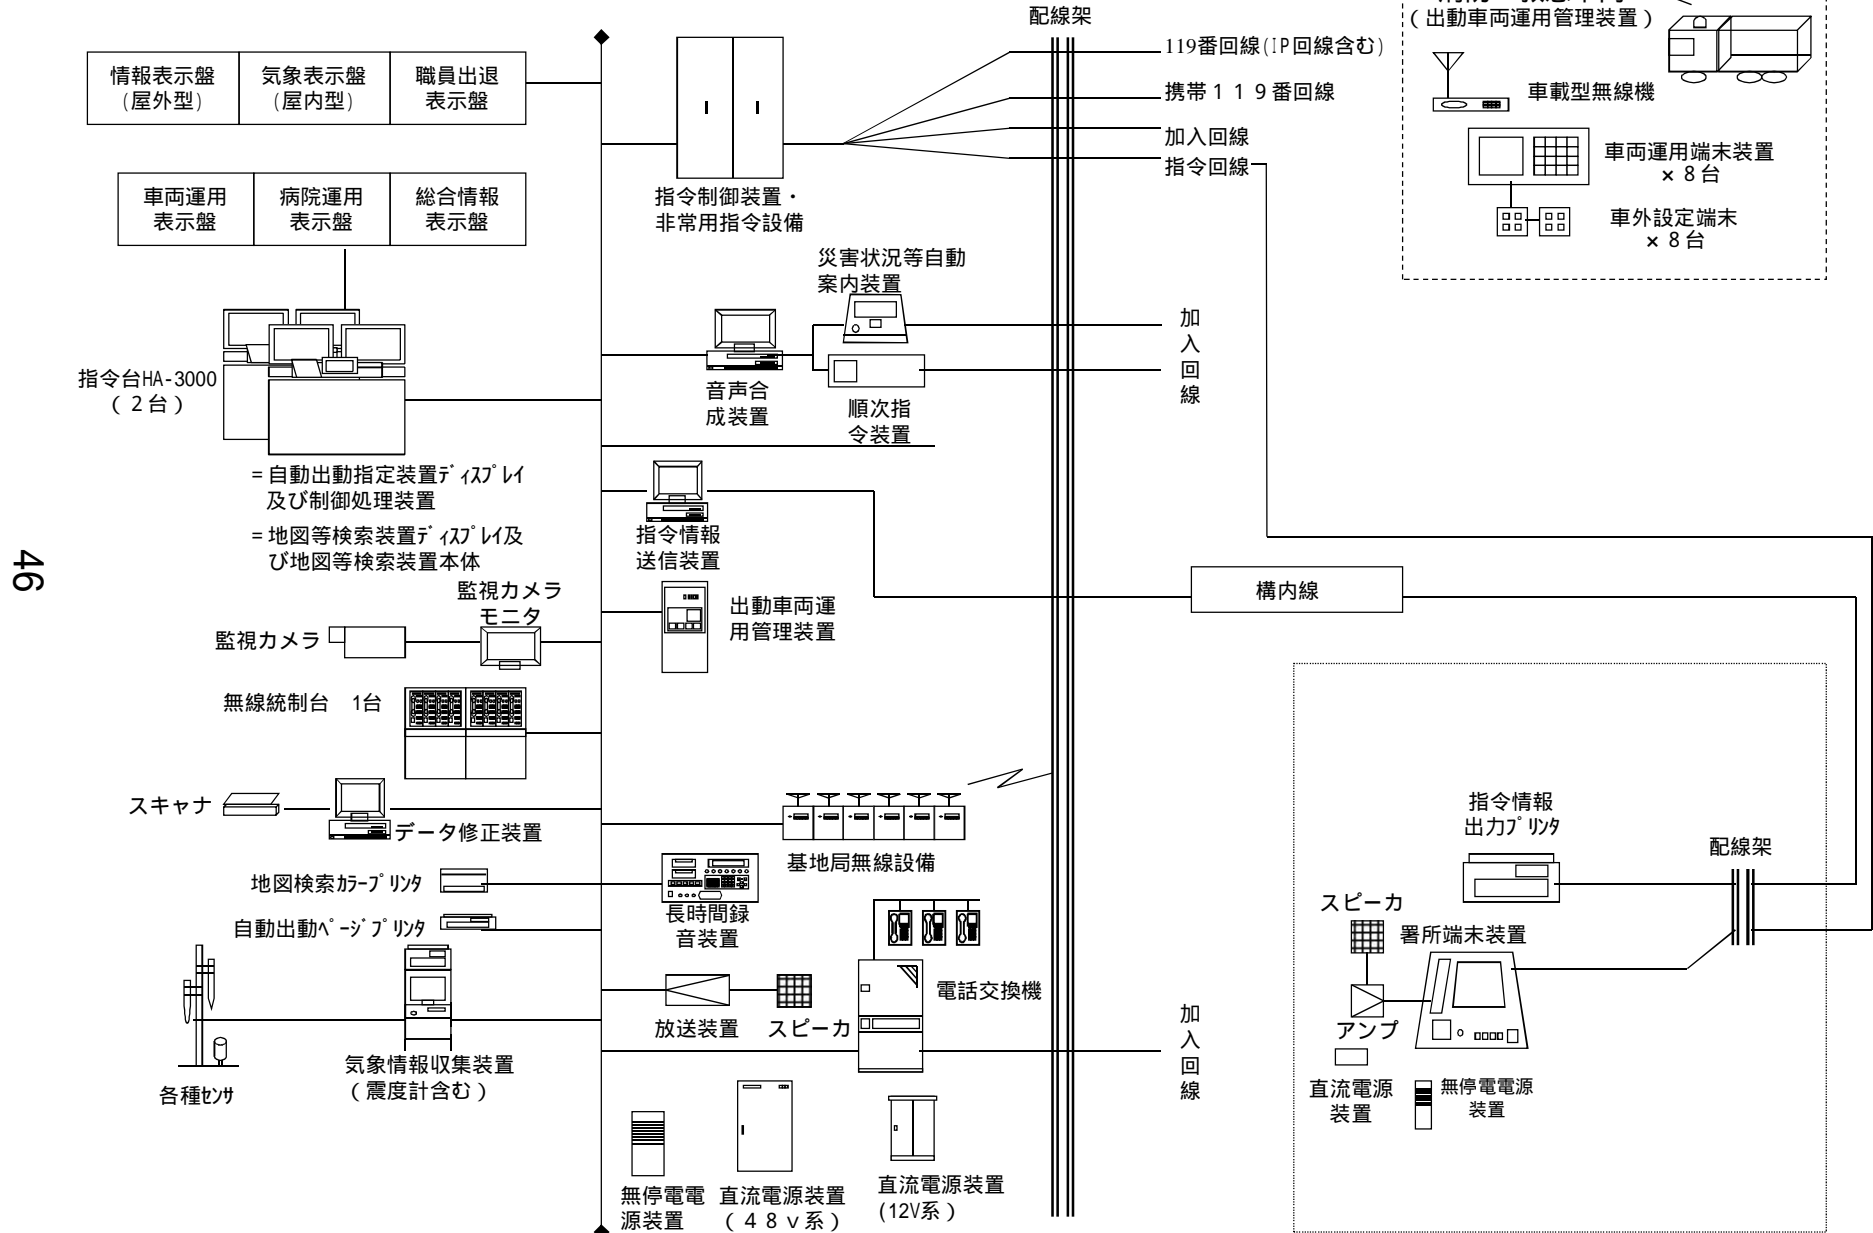 配線架
(出動車両運用管理装置)
車載型無線機
車両運用端末装置
×8台
車外設定端末
×8台
情報表示盤
(屋外型)
気象表示盤
(屋内型)
職員出退
表示盤
車両運用
表示盤
病院運用
表示盤
総合情報
表示盤
指令台HA-3000
(2台)
=自動出動指定装置ディスプレイ
及び制御処理装置
=地図等検索装置ディスプレイ及
び地図等検索装置本体
監視カメラ
モニタ
監視カメラ
無線統制台 1台
スキャナ
データ修正装置
地図検索カラープリンタ
自動出動ページプリンタ
気象情報収集装置
(震度計含む)
各種センサ
指令制御装置・
非常用指令設備
119番回線(IP回線含む)
携帯119番回線
加入回線
指令回線
災害状況等自動
案内装置
音声合
成装置
順次指
令装置
加入回線
指令情報
送信装置
出動車両運
用管理装置
構内線
基地局無線設備
長時間録
音装置
放送装置
スピーカ
電話交換機
加入回線
無停電電
源装置
直流電源装置
(48v系)
直流電源装置
(12V系)
指令情報
出力プリンタ
配線架
スピーカ
署所端末装置
アンプ
直流電源
装置
無停電電源
装置
46